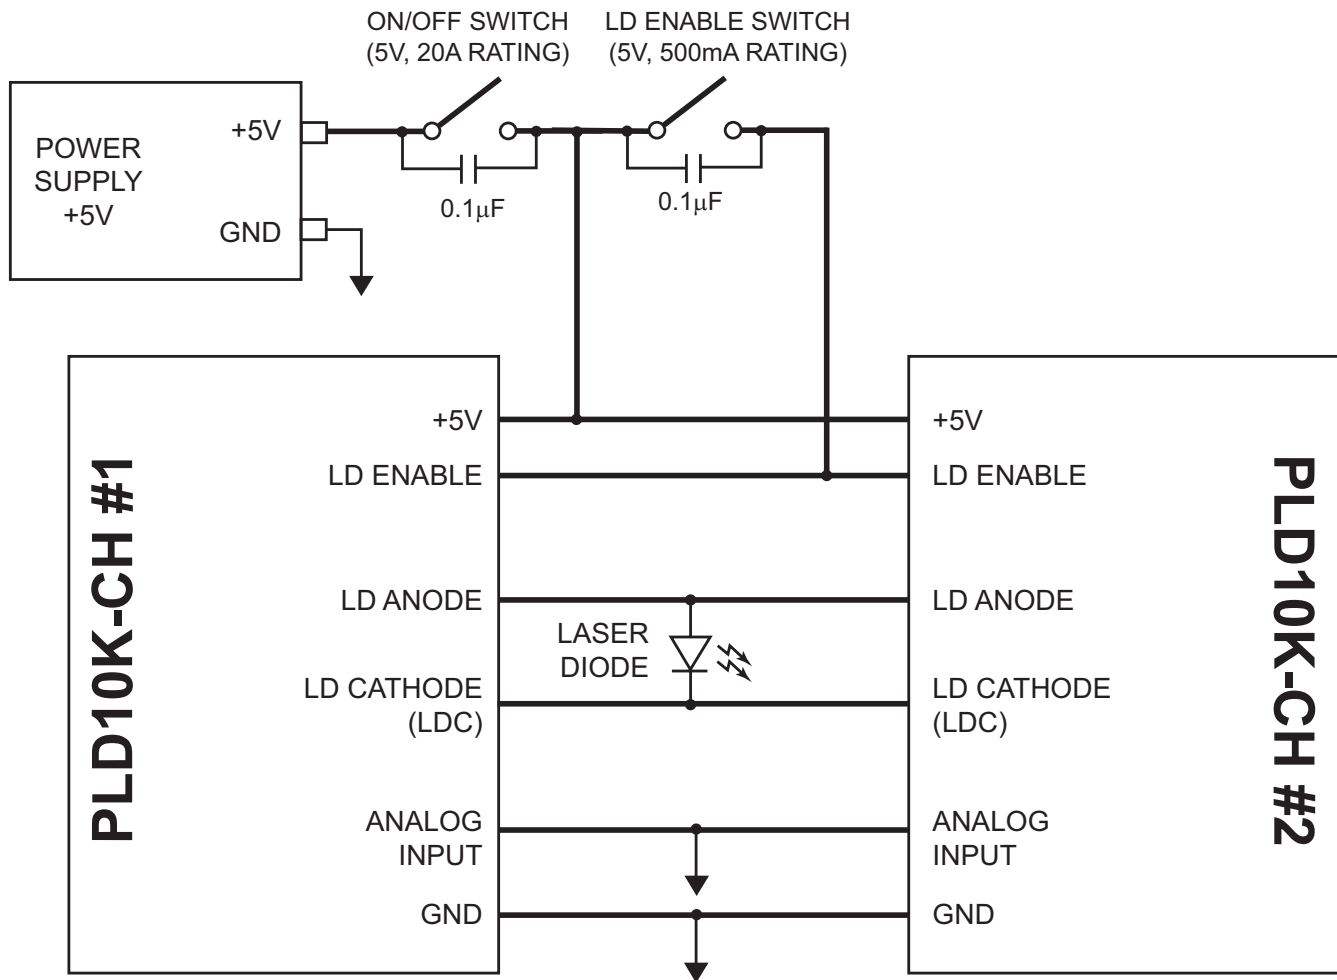 ON/OFF SWITCH
(5V, 20A RATING)
LD ENABLE SWITCH
(5V, 500mA RATING)
POWER
SUPPLY
+5V
+5V
GND
0.1μF
0.1μF
PLD10K-CH #1
+5V
LD ENABLE
LD ANODE
LD CATHODE
(LDC)
ANALOG
INPUT
GND
LASER
DIODE
+5V
LD ENABLE
LD ANODE
LD CATHODE
(LDC)
ANALOG
INPUT
GND
PLD10K-CH #2